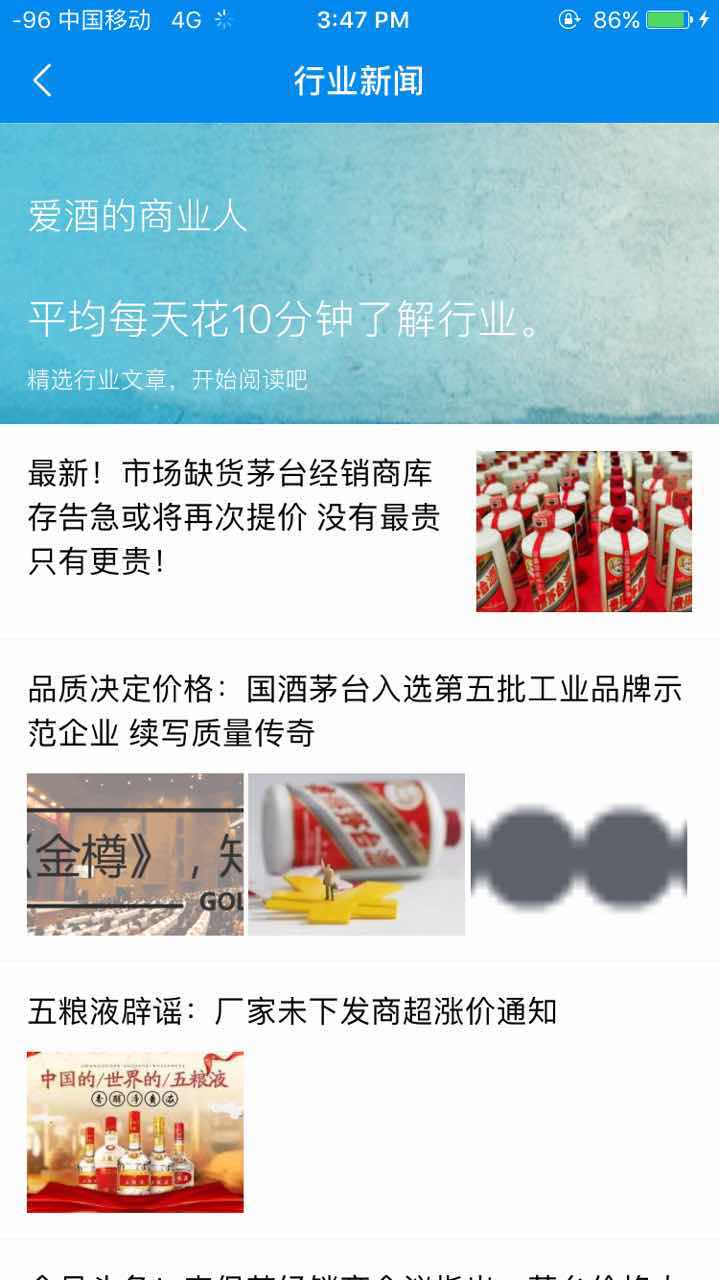 -96 中国移动 4G 3:47 PM 86%
行业新闻
爱酒的商业人
平均每天花10分钟了解行业。
精选行业文章，开始阅读吧
最新！市场缺货茅台经销商库
存告急或将再次提价 没有最贵
只有更贵！
品质决定价格：国酒茅台入选第五批工业品牌示
范企业 续写质量传奇
《金樽》，知
GOL
五粮液辟谣：厂家未下发商超涨价通知
中国的/世界的/五粮液